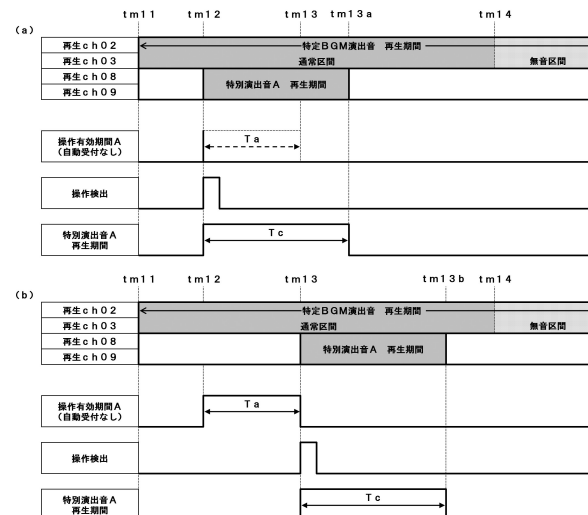 tm11 tm12 tm13 tm13a tm14
(a)
再生ch02
特定BGM演出音 再生期間
再生ch03
通常区間
無音区間
再生ch08
特別演出音A 再生期間
再生ch09
操作有効期間A
(自動受付なし)
Ta
操作検出
特別演出音A
再生期間
Tc
tm11 tm12 tm13 tm13b tm14
(b)
再生ch02
特定BGM演出音 再生期間
再生ch03
通常区間
無音区間
再生ch08
特別演出音A 再生期間
再生ch09
操作有効期間A
(自動受付なし)
Ta
操作検出
特別演出音A
再生期間
Tc